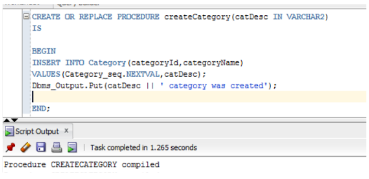 CREATE OR REPLACE PROCEDURE createCategory(catDesc IN VARCHAR2)
IS
BEGIN
INSERT INTO Category(categoryId,categoryName)
VALUES(Category_seq.NEXTVAL,catDesc);
Dbms_Output.Put(catDesc || ' category was created');
END;
Script Output x
Task completed in 1.265 seconds
Procedure CREATECATEGORY compiled